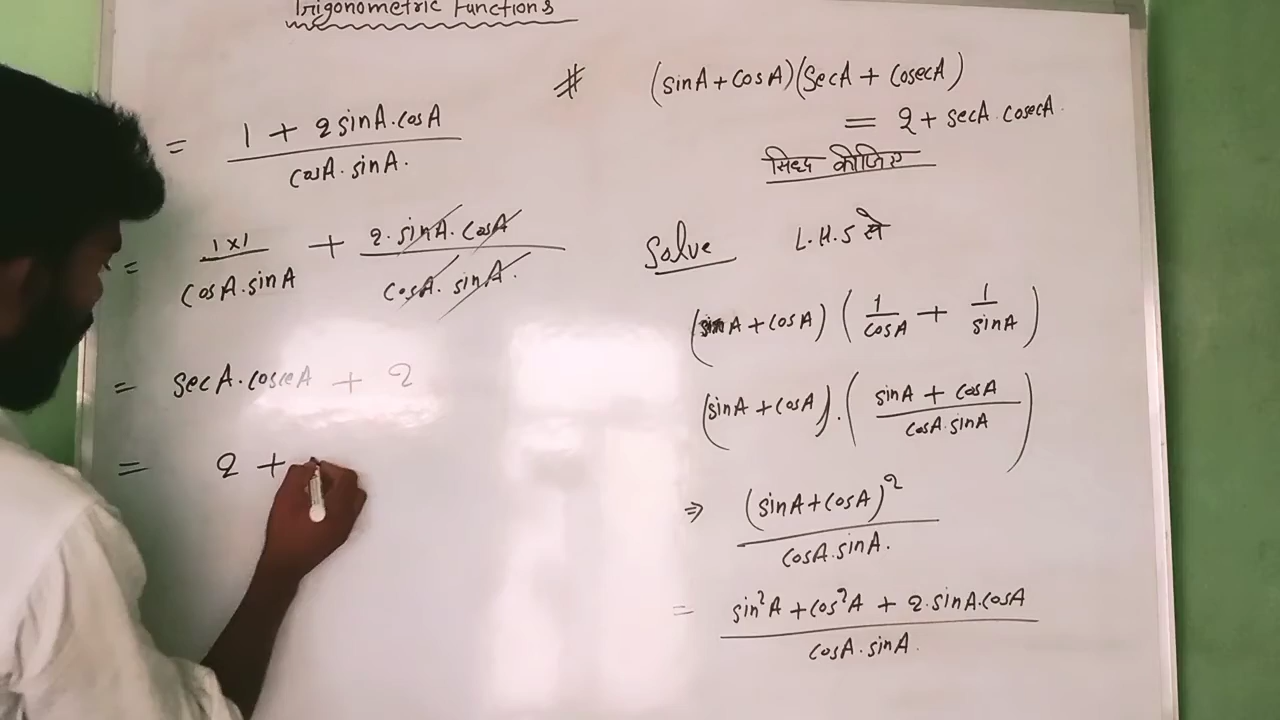 Trigonometric Functions
# (sinA+cosA)(secA + cosecA)
= 2 + secA.cosecA.
सिध्द कीजिए
Solve L.H.S से
(sinA + cosA) (1/cosA + 1/sinA)
(sinA + cosA).(sinA + cosA/cosA.sinA)
⇒ (sinA+cosA)²/cosA.sinA.
= sin²A + cos²A + 2.sinA.cosA/cosA.sinA.
= 1 + 2sinA.cosA/cosA.sinA.
= 1x1/cosA.sinA + 2.sinA.cosA/cosA.sinA.
= secA.cosecA + 2
= 2 +